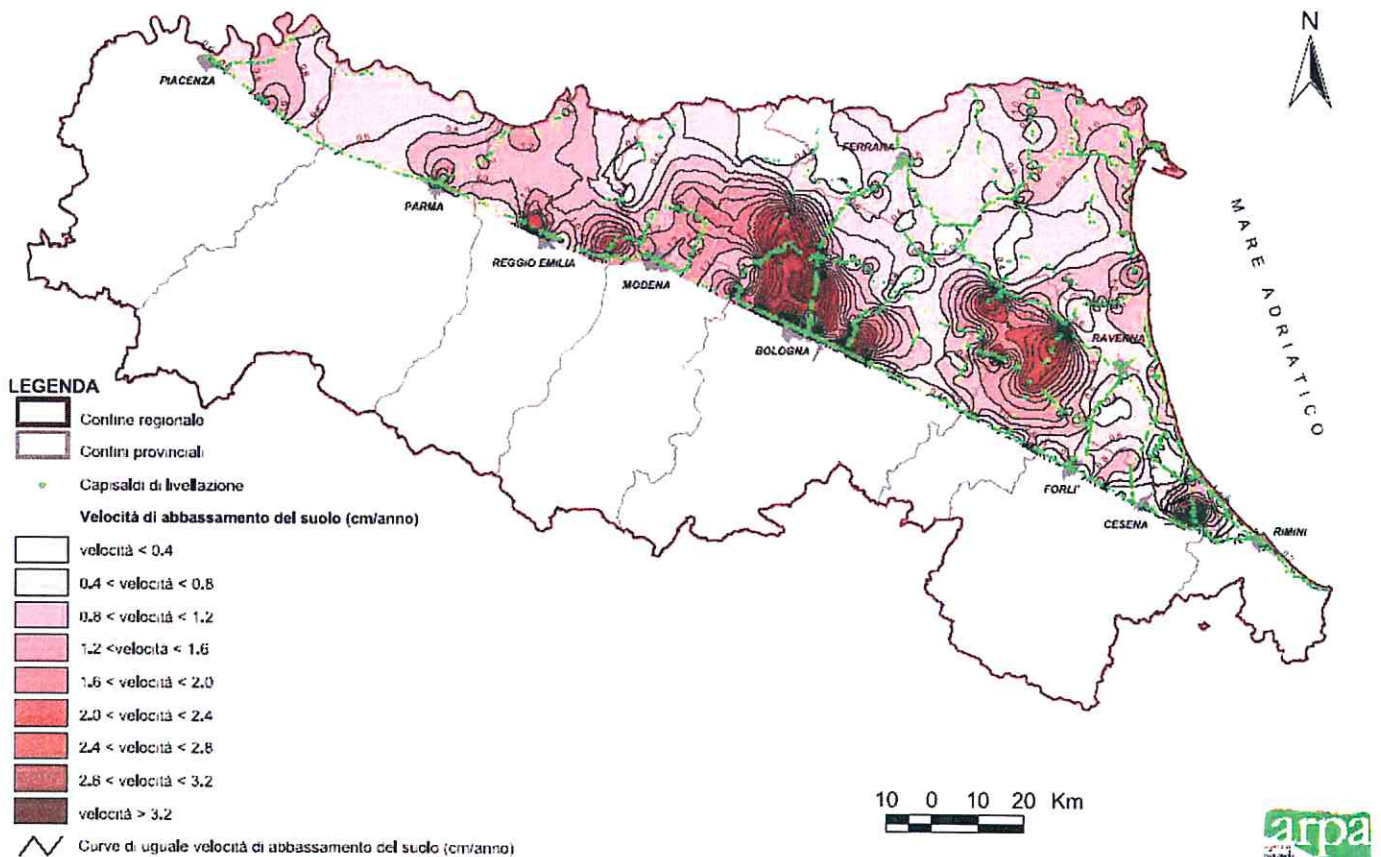 N
PIACENZA
FERRARA
PARMA
REGGIO EMILIA
MODENA
BOLOGNA
RAVENNA
FORLI'
CESENA
RIMINI
MARE ADRIATICO
LEGENDA
Confine regionale
Confini provinciali
Capisaldi di livellazione
Velocità di abbassamento del suolo (cm/anno)
velocità < 0.4
0.4 < velocità < 0.8
0.8 < velocità < 1.2
1.2 <velocità < 1.6
1.6 < velocità < 2.0
2.0 < velocità < 2.4
2.4 < velocità < 2.8
2.8 < velocità < 3.2
velocità > 3.2
Curve di uguale velocità di abbassamento del suolo (cm/anno)
10 0 10 20 Km
arpa